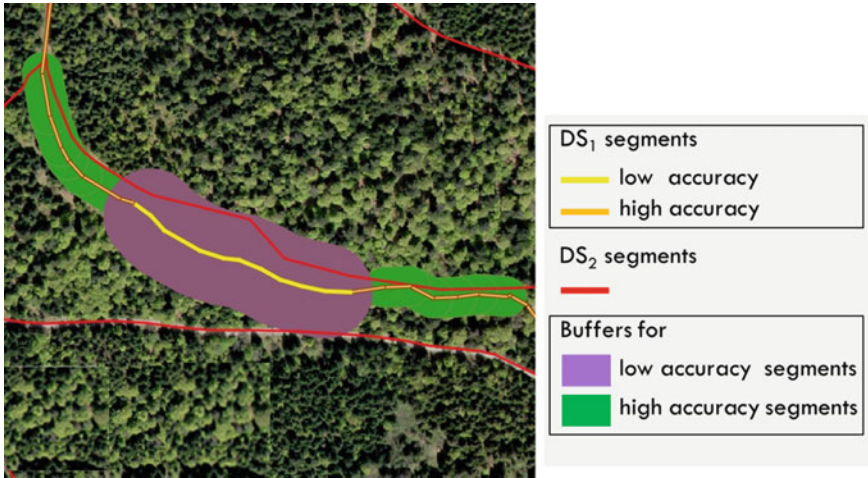 DS₁ segments
low accuracy
high accuracy
DS₂ segments
Buffers for
low accuracy segments
high accuracy segments